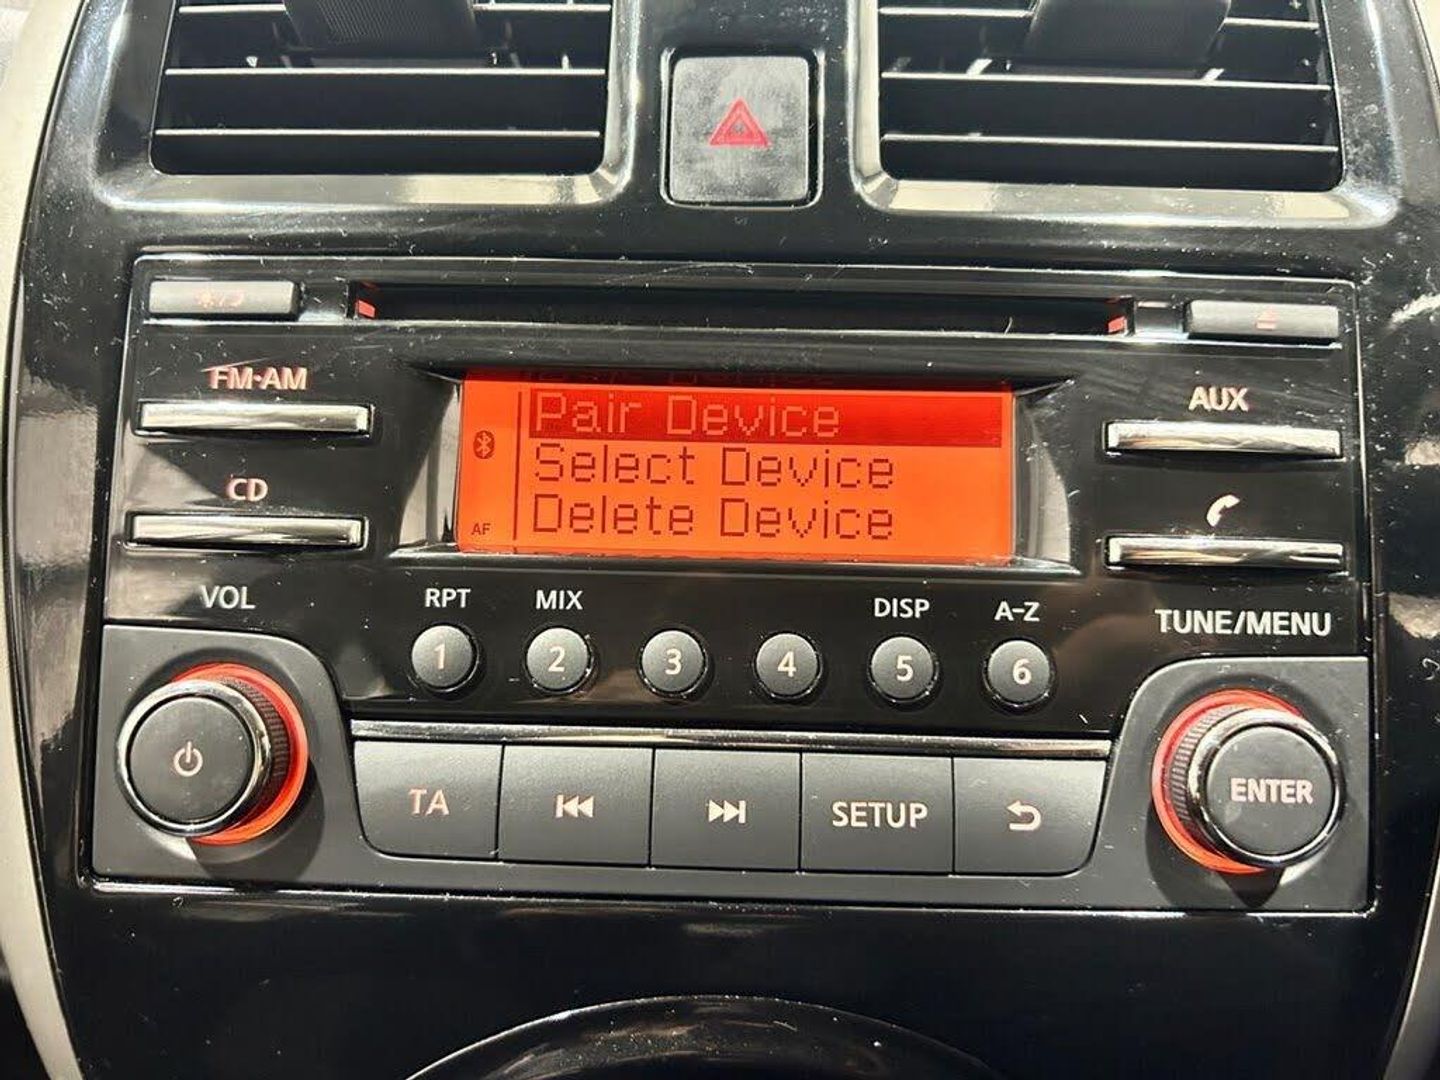 FM·AM
AUX
Pair Device
Select Device
Delete Device
AF
CD
VOL
RPT
MIX
DISP
A-Z
TUNE/MENU
1
2
3
4
5
6
TA
SETUP
ENTER